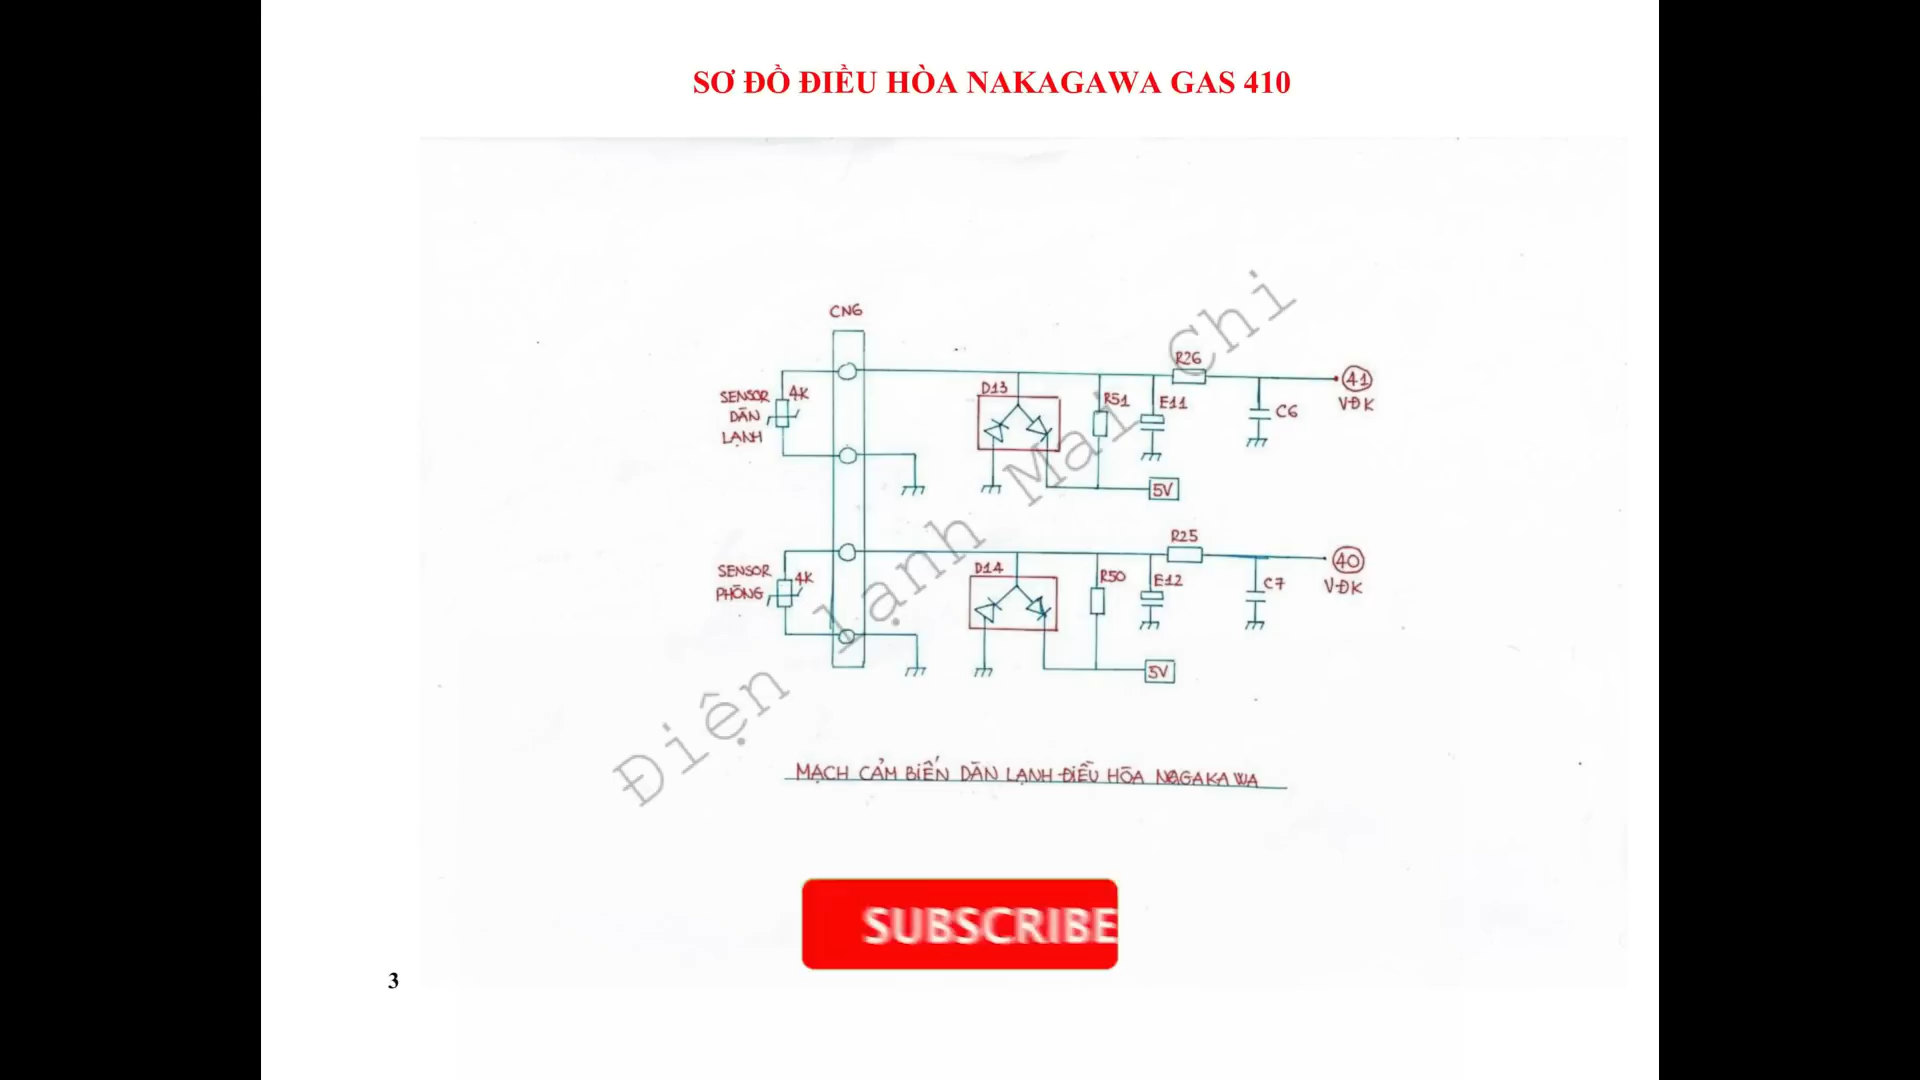 SƠ ĐỒ ĐIỀU HÒA NAKAGAWA GAS 410
CN6
R26
41
VĐK
SENSOR 4K
DÃN
LẠNH
D13
R51
E11
C6
5V
R25
40
VĐK
SENSOR 4K
PHÒNG
D14
R50
E12
C7
5V
Điện lạnh Mai Chi
MẠCH CẢM BIẾN DÀN LẠNH ĐIỀU HÒA NAGAKAWA
SUBSCRIBE
3